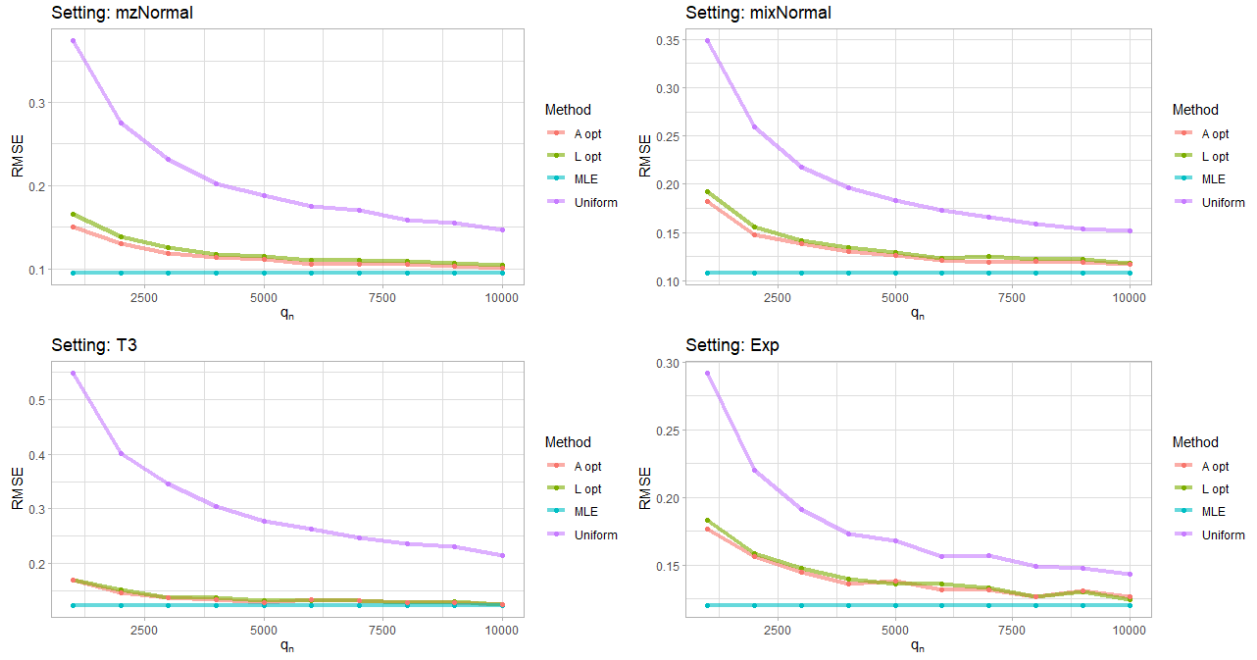 Setting: mzNormal
RMSE
0.3
0.2
0.1
2500 5000 7500 10000
qn
Method
A opt
L opt
MLE
Uniform
Setting: mixNormal
RMSE
0.35
0.30
0.25
0.20
0.15
0.10
2500 5000 7500 10000
qn
Method
A opt
L opt
MLE
Uniform
Setting: T3
RMSE
0.5
0.4
0.3
0.2
2500 5000 7500 10000
qn
Method
A opt
L opt
MLE
Uniform
Setting: Exp
RMSE
0.30
0.25
0.20
0.15
2500 5000 7500 10000
qn
Method
A opt
L opt
MLE
Uniform